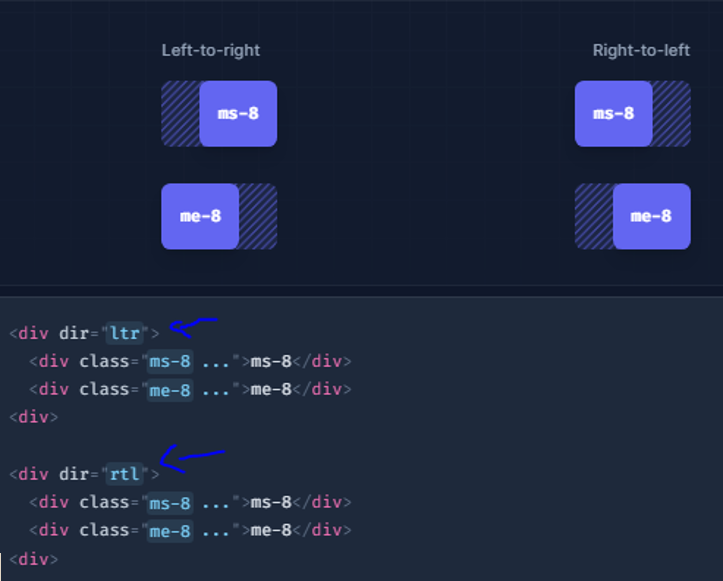 Left-to-right Right-to-left
ms-8 ms-8
me-8 me-8
<div dir="ltr">
<div class="ms-8 ...">ms-8</div>
<div class="me-8 ...">me-8</div>
<div>
<div dir="rtl">
<div class="ms-8 ...">ms-8</div>
<div class="me-8 ...">me-8</div>
<div>